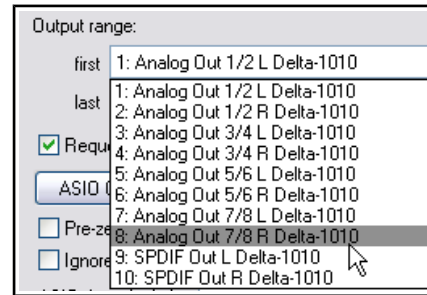 Output range:
first 1: Analog Out 1/2 L Delta-1010
last
1: Analog Out 1/2 L Delta-1010
2: Analog Out 1/2 R Delta-1010
3: Analog Out 3/4 L Delta-1010
4: Analog Out 3/4 R Delta-1010
5: Analog Out 5/6 L Delta-1010
6: Analog Out 5/6 R Delta-1010
7: Analog Out 7/8 L Delta-1010
8: Analog Out 7/8 R Delta-1010
9: SPDIF Out L Delta-1010
10: SPDIF Out R Delta-1010
Reque
ASIO
Pre-ze
Ignore